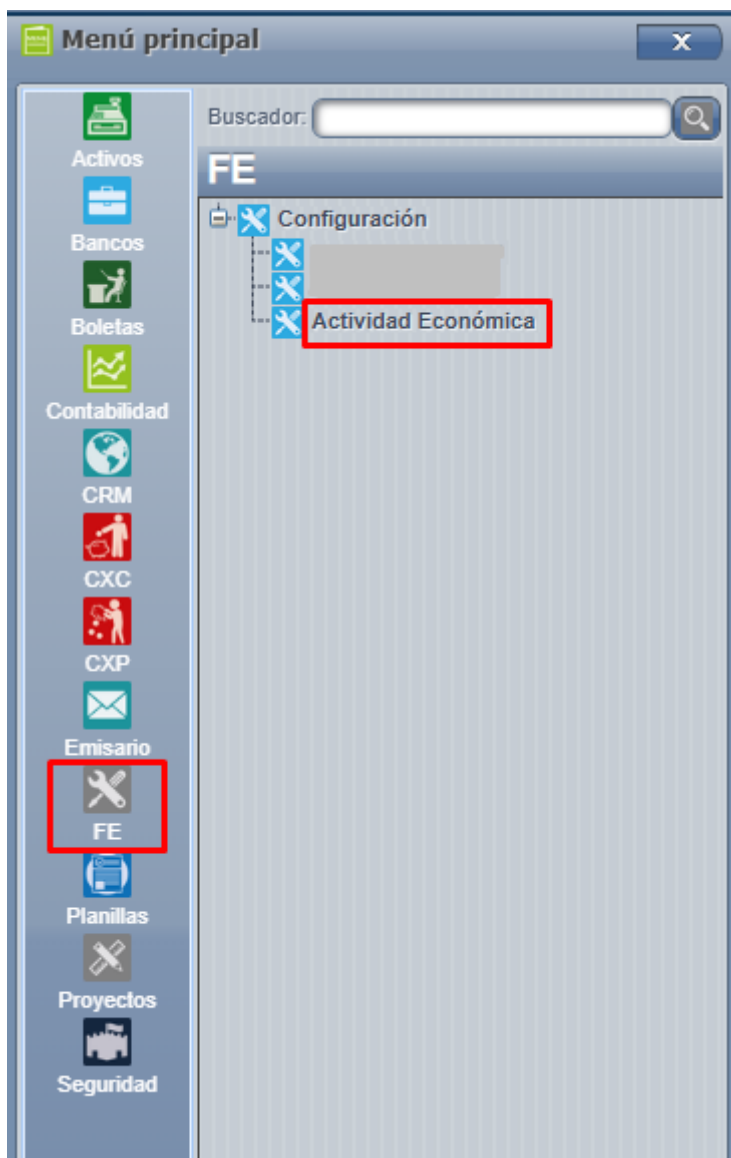 Menú principal
X
Activos
Bancos
Boletas
Contabilidad
CRM
CXC
CXP
Emisario
FE
Planillas
Proyectos
Seguridad
Buscador:
FE
Configuración
Actividad Económica